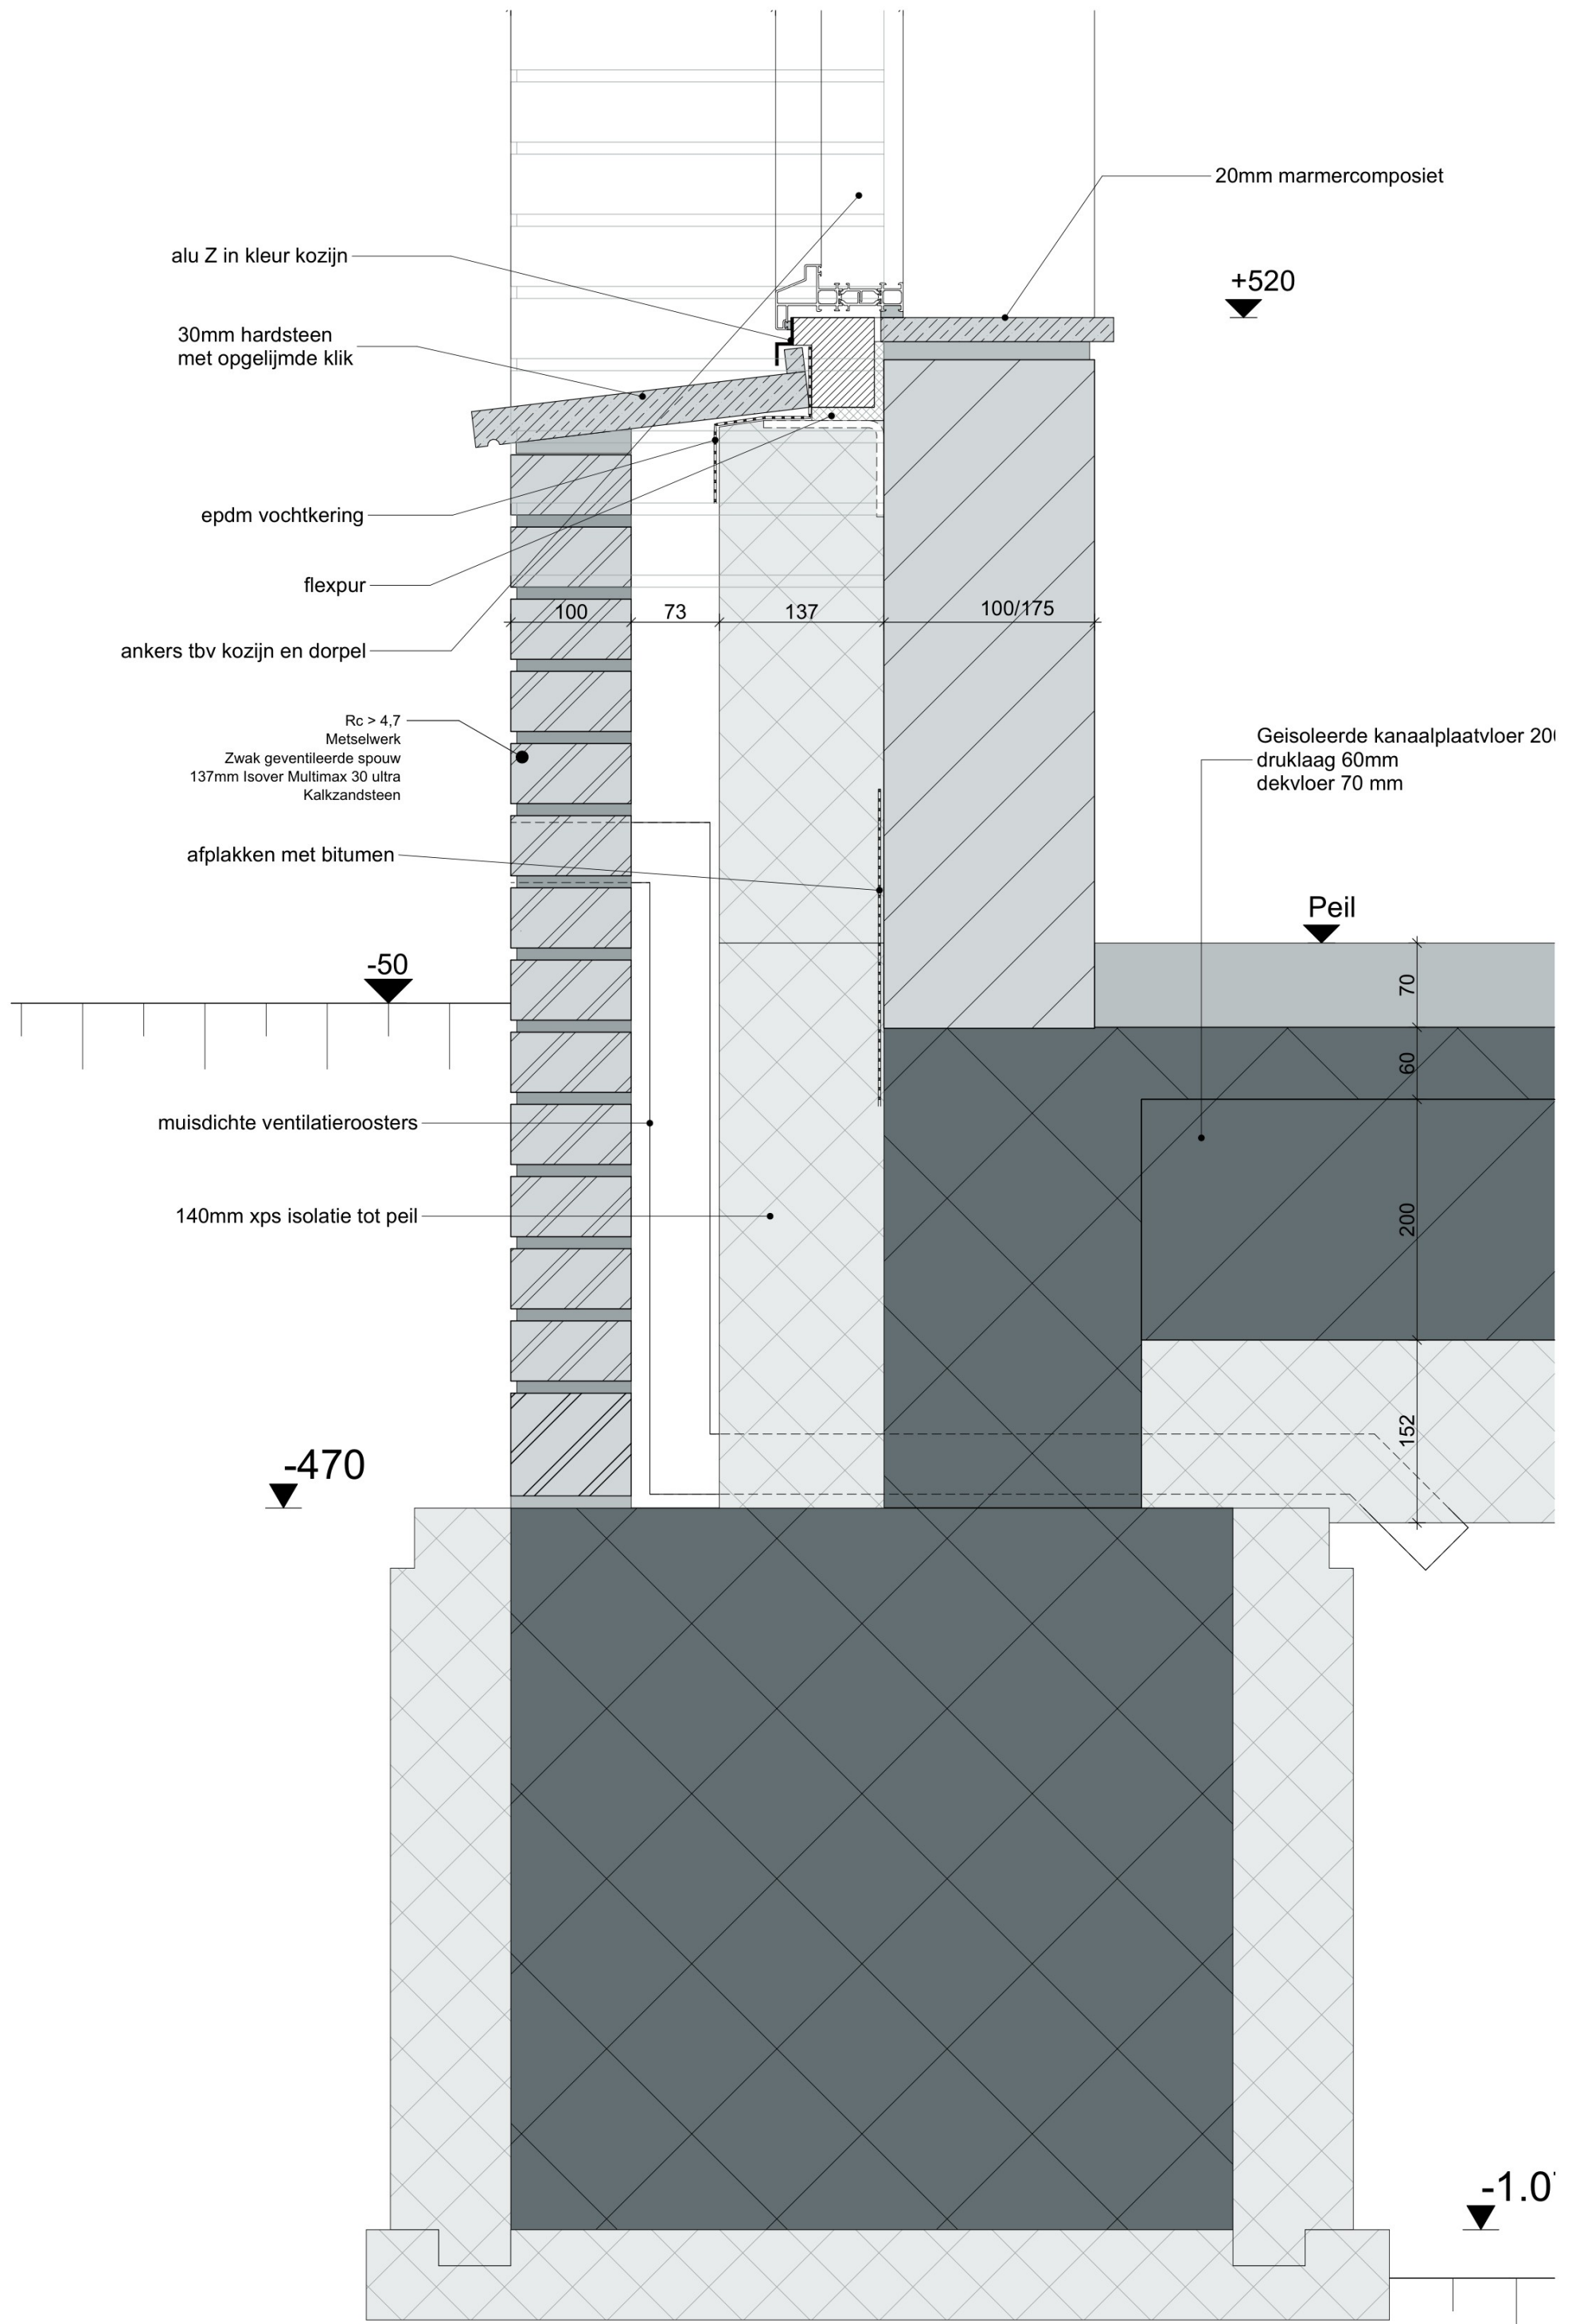 20mm marmercomposiet
alu Z in kleur kozijn
+520
30mm hardsteen
met opgelijmde klik
epdm vochtkering
flexpur
100
73
137
100/175
ankers tbv kozijn en dorpel
Rc > 4,7
Metselwerk
Zwak geventileerde spouw
137mm Isover Multimax 30 ultra
Kalkzandsteen
Geisoleerde kanaalplaatvloer
druklaag 60mm
dekvloer 70 mm
afplakken met bitumen
Peil
-50
70
60
muisdichte ventilatieroosters
140mm xps isolatie tot peil
200
152
-470
-1.0